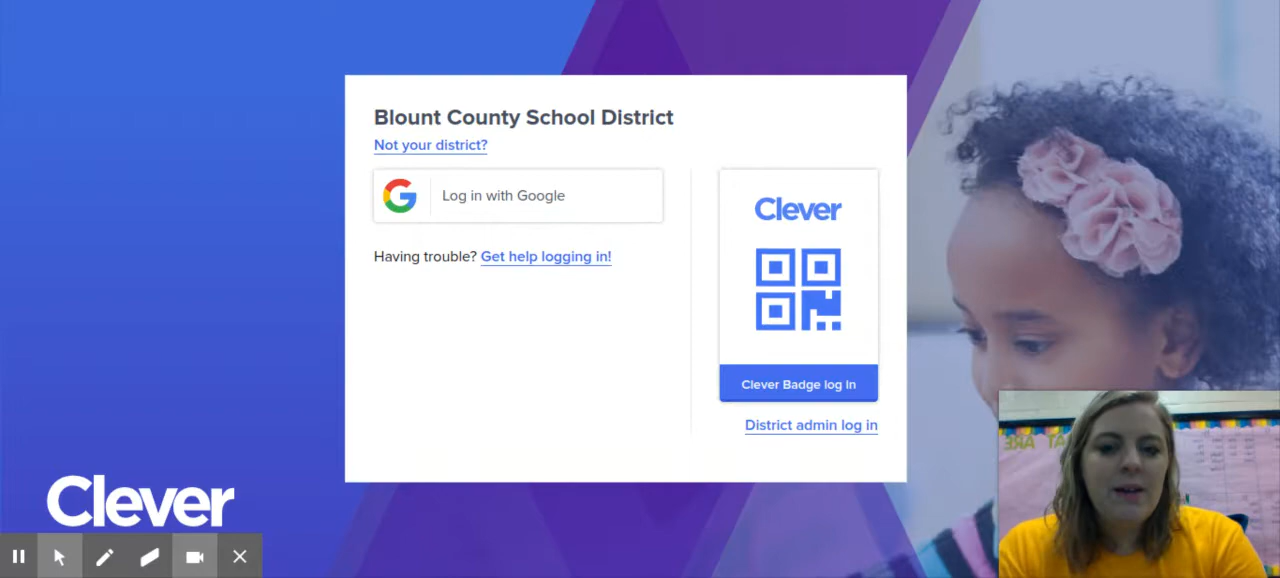 Blount County School District
Not your district?
Log in with Google
Having trouble? Get help logging in!
Clever
Clever Badge log in
District admin log in
Clever